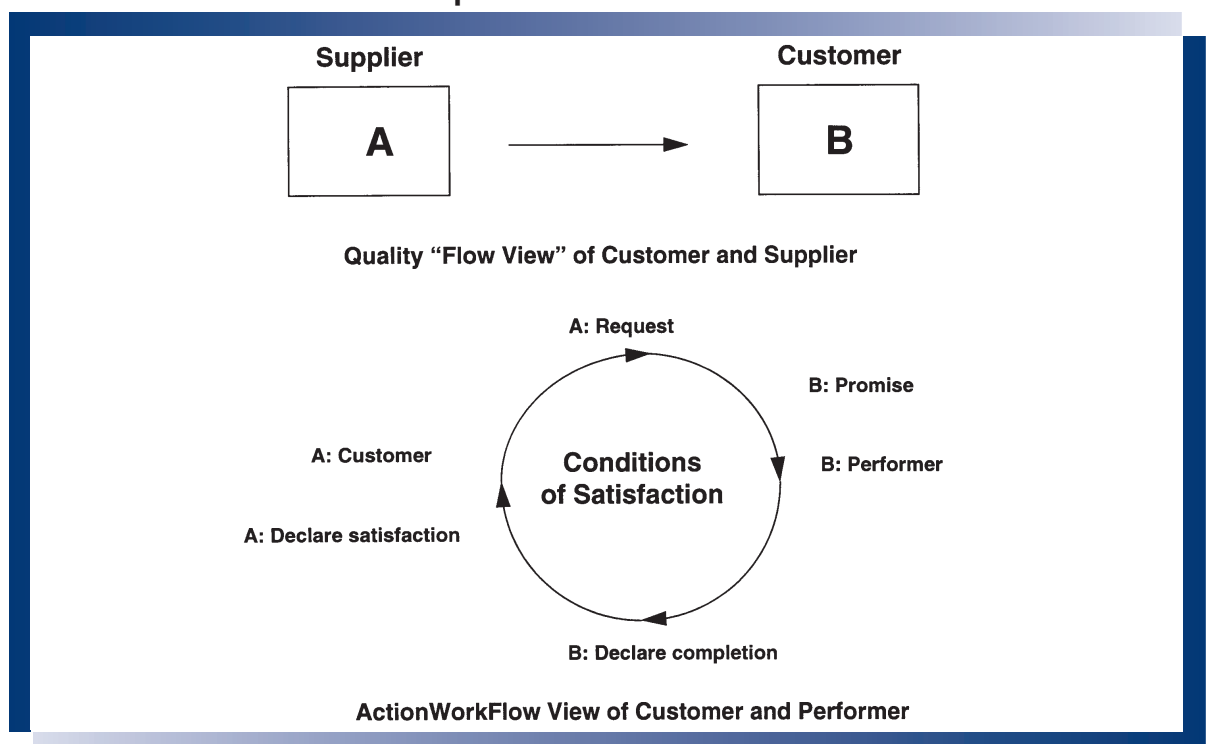 Supplier
Customer
A
B
Quality “Flow View” of Customer and Supplier
A: Request
B: Promise
A: Customer
Conditions
of Satisfaction
B: Performer
A: Declare satisfaction
B: Declare completion
ActionWorkFlow View of Customer and Performer